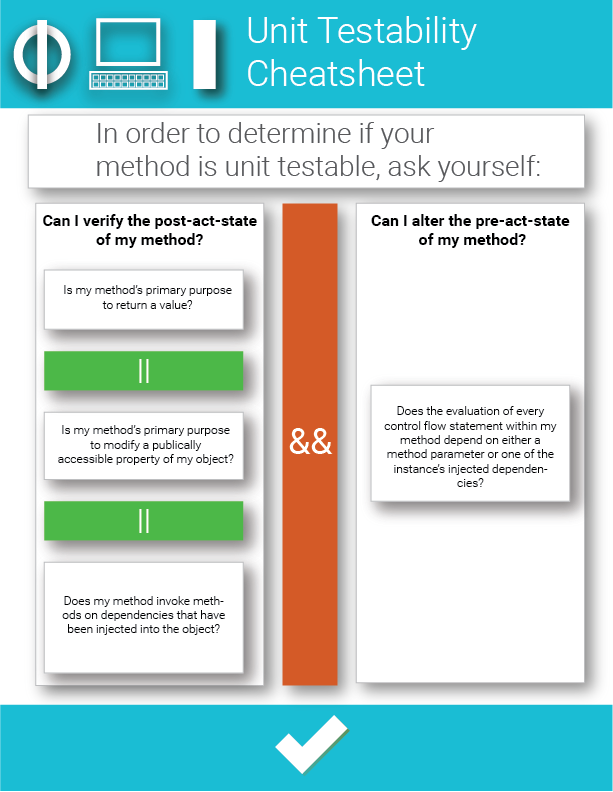 Unit Testability
Cheatsheet
In order to determine if your
method is unit testable, ask yourself:
Can I verify the post-act-state
of my method?
Is my method's primary purpose
to return a value?
||
Is my method's primary purpose
to modify a publically
accessible property of my object?
||
Does my method invoke meth-
ods on dependencies that have
been injected into the object?
&&
Can I alter the pre-act-state
of my method?
Does the evaluation of every
control flow statement within my
method depend on either a
method parameter or one of the
instance's injected dependen-
cies?